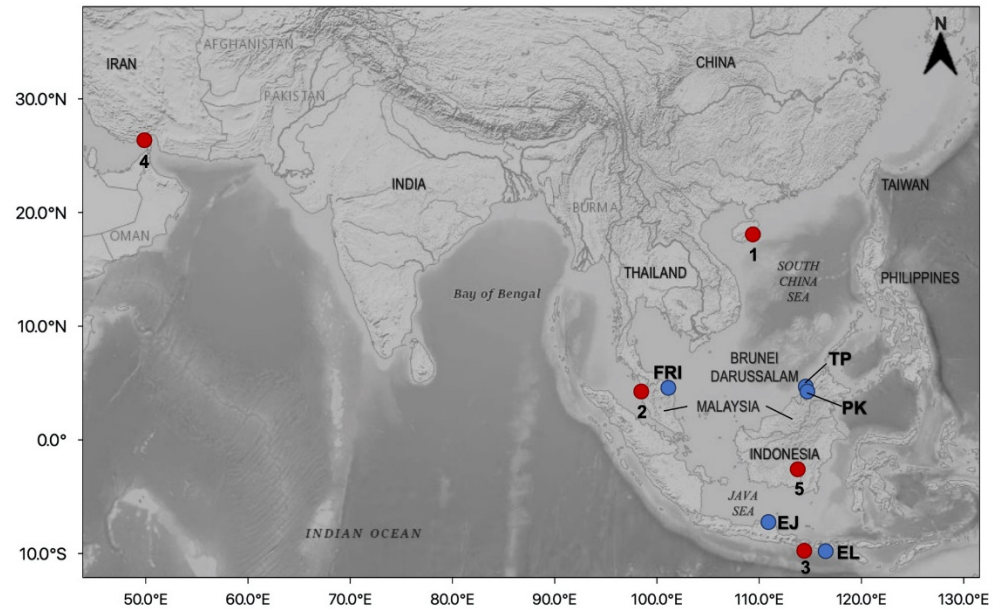 N
AFGHANISTAN
IRAN
CHINA
PAKISTAN
30.0°N
4
INDIA
TAIWAN
BURMA
20.0°N
OMAN
1
THAILAND
SOUTH
CHINA
SEA
PHILIPPINES
Bay of Bengal
10.0°N
BRUNEI
DARUSSALAM
TP
FRI
PK
2
MALAYSIA
0.0°
INDONESIA
5
JAVA
SEA
EJ
INDIAN OCEAN
10.0°S
EL
3
50.0°E 60.0°E 70.0°E 80.0°E 90.0°E 100.0°E 110.0°E 120.0°E 130.0°E